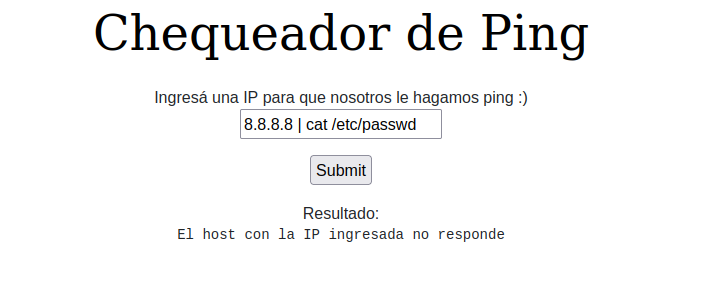 Chequeador de Ping
Ingresá una IP para que nosotros le hagamos ping :)
8.8.8.8 | cat /etc/passwd
Submit
Resultado:
El host con la IP ingresada no responde